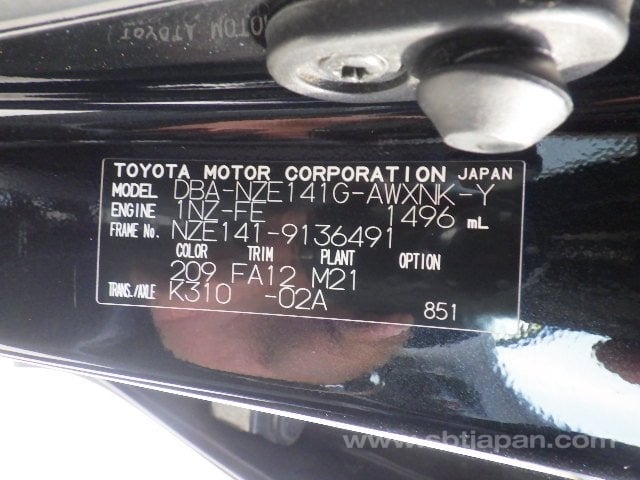 TOYOTA MOTOR CORPORATION JAPAN
MODEL DBA-NZE141G-AWXNK-Y
ENGINE 1NZ-FE 1496 mL
FRAME No. NZE141-9136491
COLOR TRIM PLANT OPTION
209 FA12 M21
TRANS./AXLE K310 -02A
851
www.sbtjapan.com